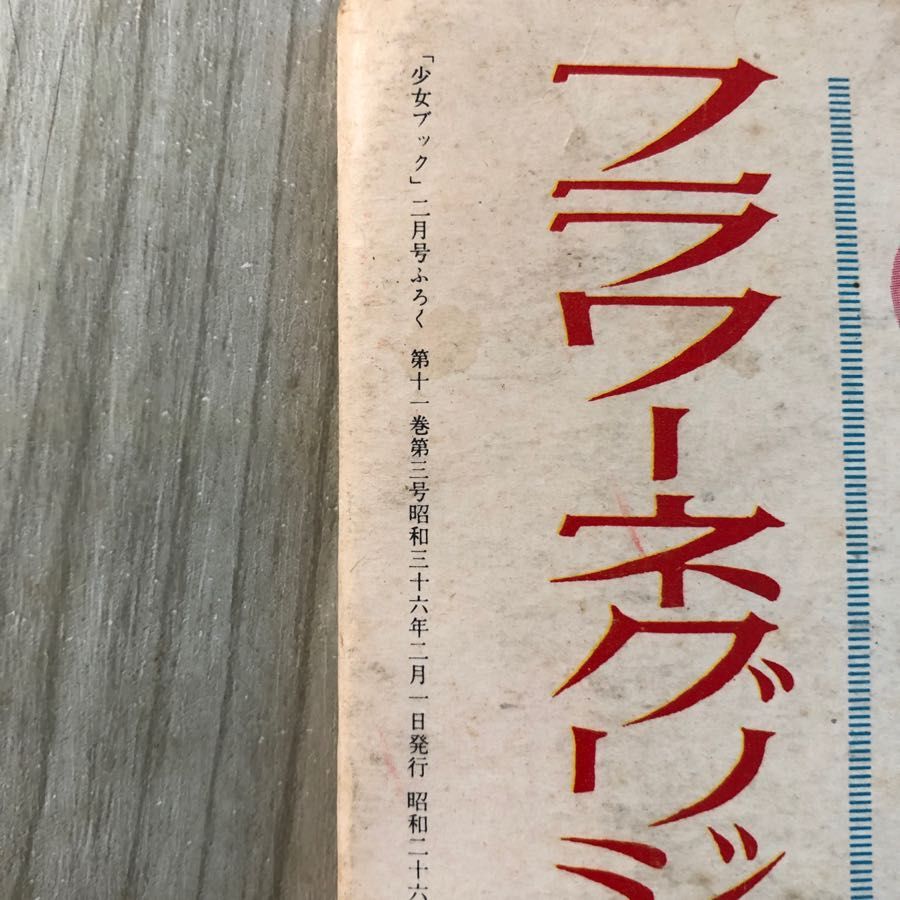 フラワーネグリジ
「少女ブック」二月号ふろく 第十一巻第三号昭和三十六年二月一日発行 昭和二十六